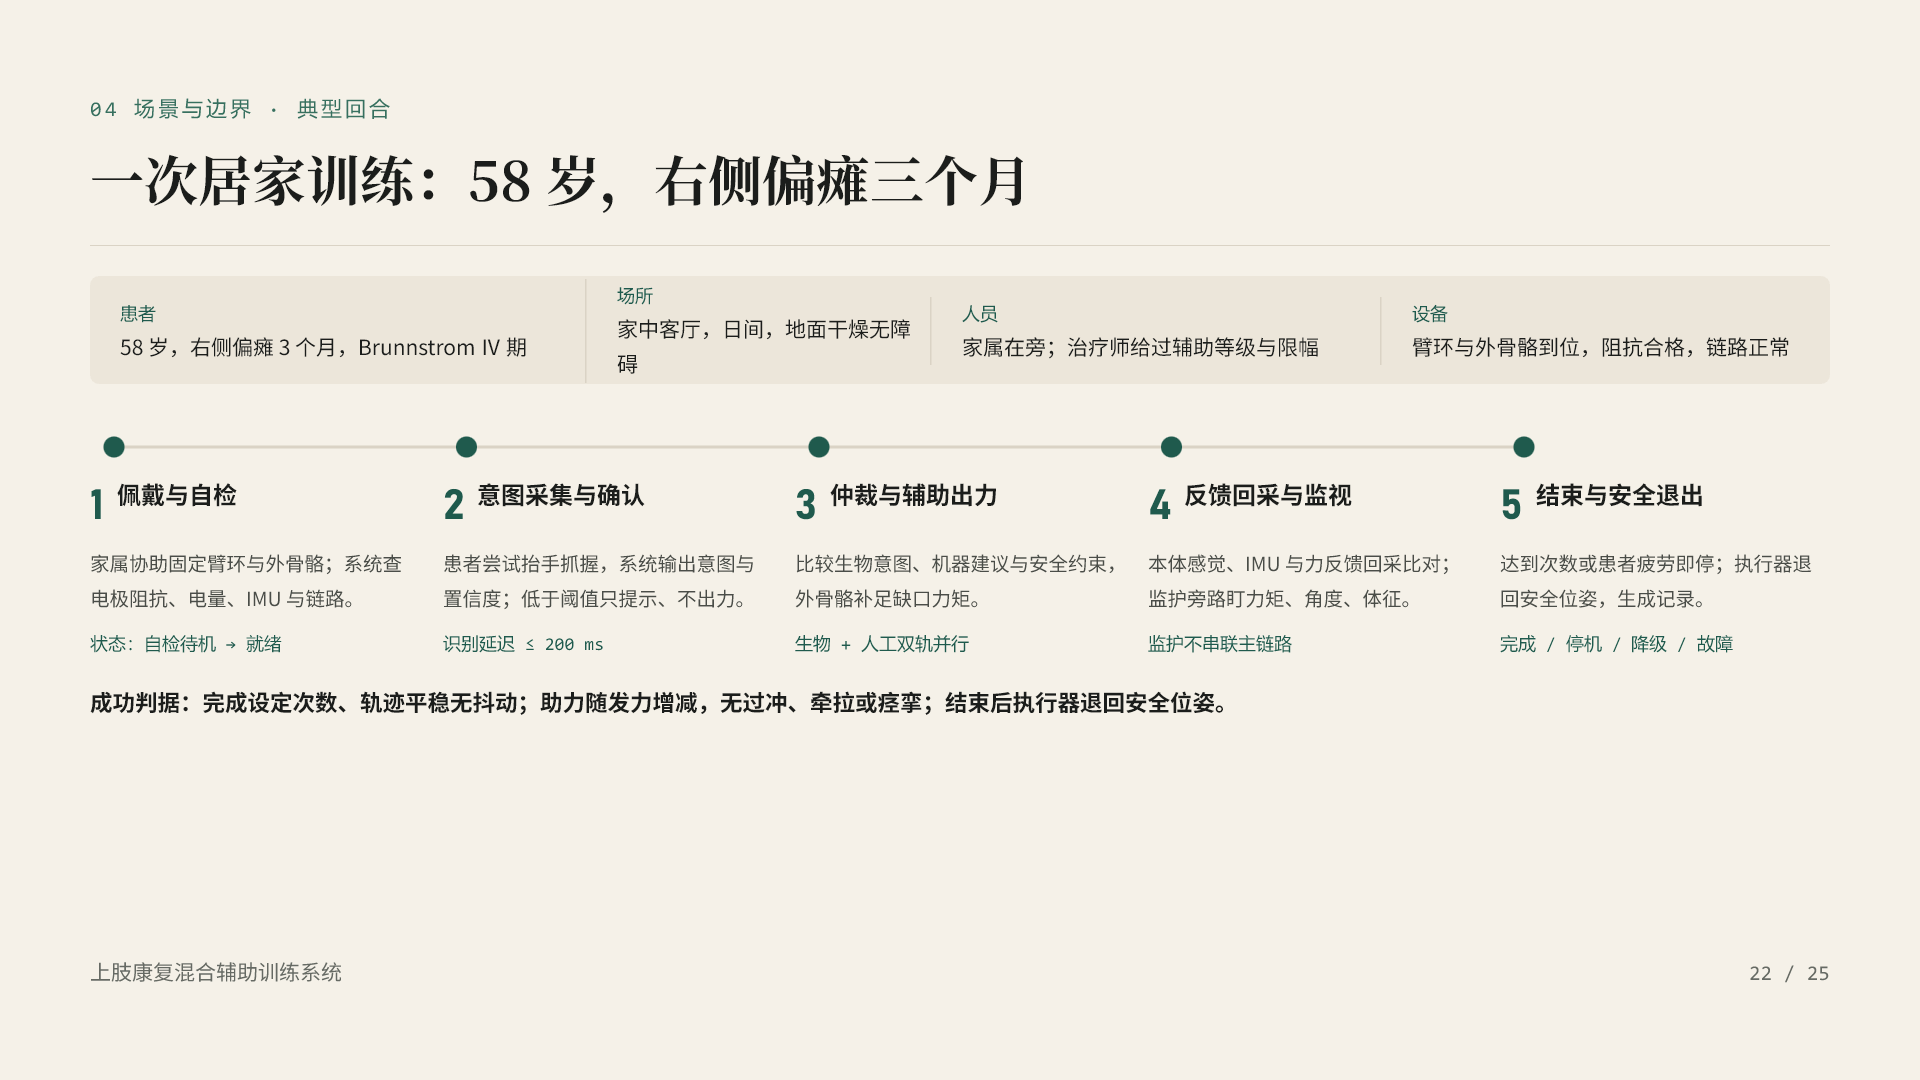 04 场景与边界 · 典型回合
一次居家训练：58 岁，右侧偏瘫三个月
患者
58 岁，右侧偏瘫 3 个月，Brunnstrom IV 期
场所
家中客厅，日间，地面干燥无障
碍
人员
家属在旁；治疗师给过辅助等级与限幅
设备
臂环与外骨骼到位，阻抗合格，链路正常
1 佩戴与自检
家属协助固定臂环与外骨骼；系统查
电极阻抗、电量、IMU 与链路。
状态：自检待机 → 就绪
2 意图采集与确认
患者尝试抬手抓握，系统输出意图与
置信度；低于阈值只提示、不出力。
识别延迟 ≤ 200 ms
3 仲裁与辅助出力
比较生物意图、机器建议与安全约束，
外骨骼补足缺口力矩。
生物 + 人工双轨并行
4 反馈回采与监视
本体感觉、IMU 与力反馈回采比对；
监护旁路盯力矩、角度、体征。
监护不串联主链路
5 结束与安全退出
达到次数或患者疲劳即停；执行器退
回安全位姿，生成记录。
完成 / 停机 / 降级 / 故障
成功判据：完成设定次数、轨迹平稳无抖动；助力随发力增减，无过冲、牵拉或痉挛；结束后执行器退回安全位姿。
上肢康复混合辅助训练系统
22 / 25